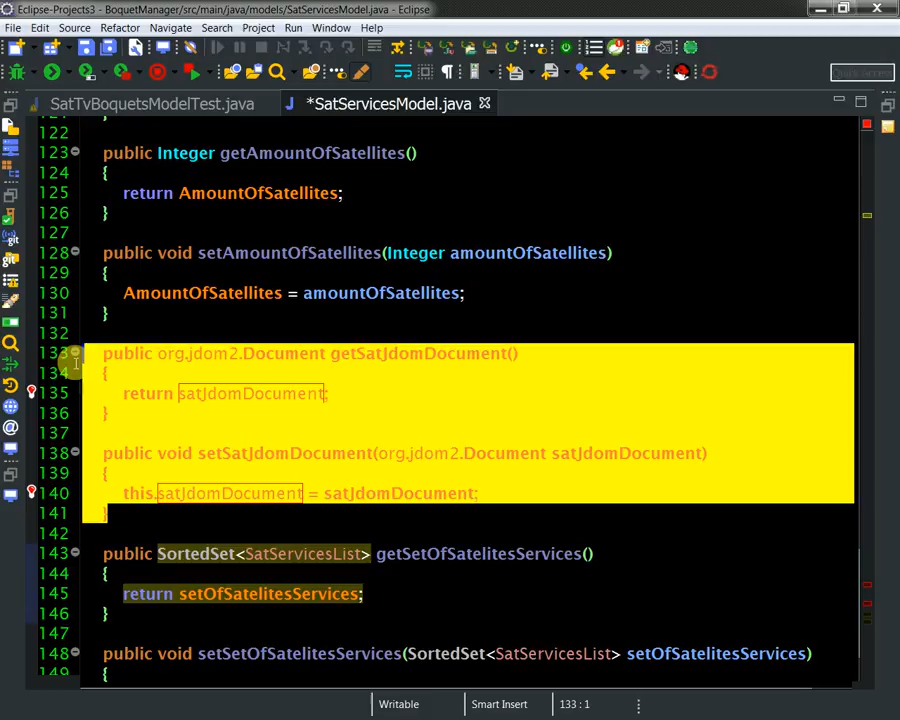 Eclipse-Projects3 - BoquetManager/src/main/java/models/SatServicesModel.java - Eclipse
File Edit Source Refactor Navigate Search Project Run Window Help
Quick Access
SatTvBoquetsModelTest.java
*SatServicesModel.java
122
123 public Integer getAmountOfSatellites()
124 {
125 return AmountOfSatellites;
126 }
127
128 public void setAmountOfSatellites(Integer amountOfSatellites)
129 {
130 AmountOfSatellites = amountOfSatellites;
131 }
132
133 public org.jdom2.Document getSatJdomDocument()
134 {
135 return satJdomDocument;
136 }
137
138 public void setSatJdomDocument(org.jdom2.Document satJdomDocument)
139 {
140 this.satJdomDocument = satJdomDocument;
141 }
142
143 public SortedSet<SatServicesList> getSetOfSatelitesServices()
144 {
145 return setOfSatelitesServices;
146 }
147
148 public void setSetOfSatelitesServices(SortedSet<SatServicesList> setOfSatelitesServices)
149 {
Writable Smart Insert 133 : 1